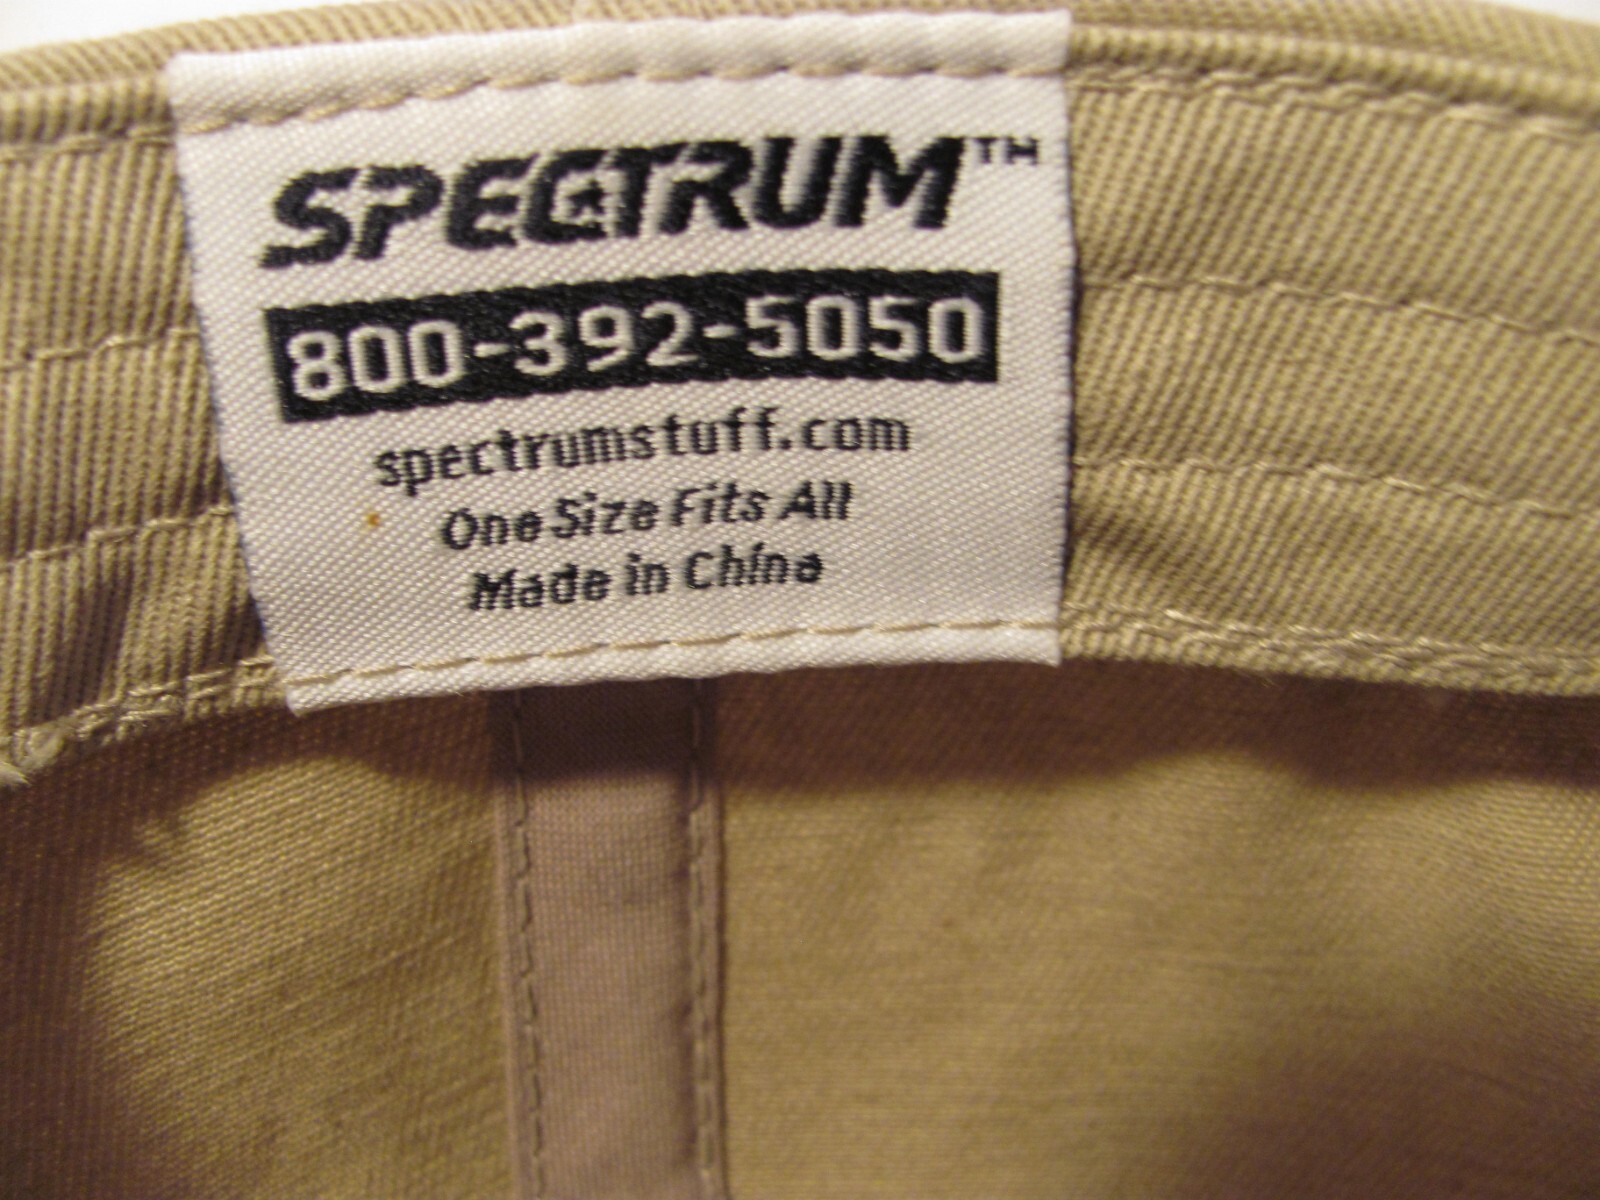 SPECTRUM™
800-392-5050
spectrumstuff.com
One Size Fits All
Made in China